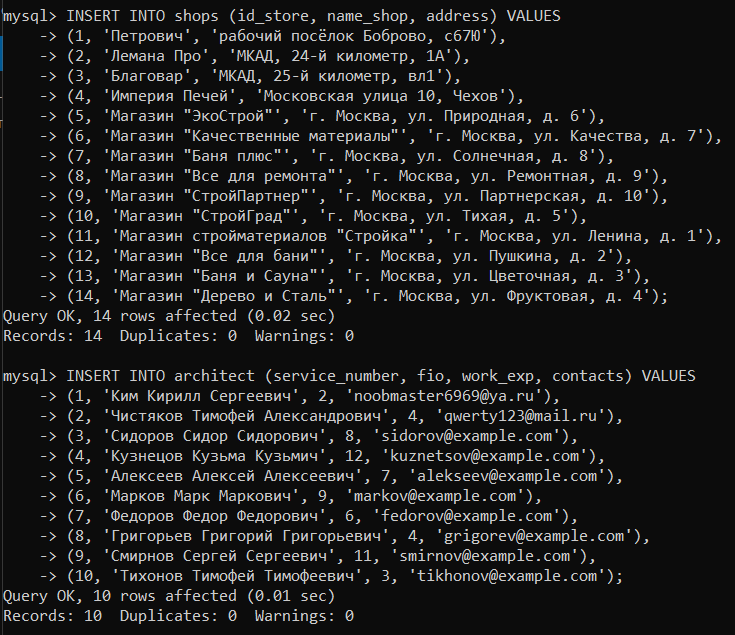 mysql> INSERT INTO shops (id_store, name_shop, address) VALUES
-> (1, 'Петрович', 'рабочий посёлок Боброво, с67Ю'),
-> (2, 'Лемана Про', 'МКАД, 24-й километр, 1А'),
-> (3, 'Благовар', 'МКАД, 25-й километр, вл1'),
-> (4, 'Империя Печей', 'Московская улица 10, Чехов'),
-> (5, 'Магазин "ЭкоСтрой"', 'г. Москва, ул. Природная, д. 6'),
-> (6, 'Магазин "Качественные материалы"', 'г. Москва, ул. Качества, д. 7'),
-> (7, 'Магазин "Баня плюс"', 'г. Москва, ул. Солнечная, д. 8'),
-> (8, 'Магазин "Все для ремонта"', 'г. Москва, ул. Ремонтная, д. 9'),
-> (9, 'Магазин "СтройПартнер"', 'г. Москва, ул. Партнерская, д. 10'),
-> (10, 'Магазин "СтройГрад"', 'г. Москва, ул. Тихая, д. 5'),
-> (11, 'Магазин стройматериалов "Стройка"', 'г. Москва, ул. Ленина, д. 1'),
-> (12, 'Магазин "Все для бани"', 'г. Москва, ул. Пушкина, д. 2'),
-> (13, 'Магазин "Баня и Сауна"', 'г. Москва, ул. Цветочная, д. 3'),
-> (14, 'Магазин "Дерево и Сталь"', 'г. Москва, ул. Фруктовая, д. 4');
Query OK, 14 rows affected (0.02 sec)
Records: 14  Duplicates: 0  Warnings: 0
mysql> INSERT INTO architect (service_number, fio, work_exp, contacts) VALUES
-> (1, 'Ким Кирилл Сергеевич', 2, 'noobmaster6969@ya.ru'),
-> (2, 'Чистяков Тимофей Александрович', 4, 'qwerty123@mail.ru'),
-> (3, 'Сидоров Сидор Сидорович', 8, 'sidorov@example.com'),
-> (4, 'Кузнецов Кузьма Кузьмич', 12, 'kuznetsov@example.com'),
-> (5, 'Алексеев Алексей Алексеевич', 7, 'alekseev@example.com'),
-> (6, 'Марков Марк Маркович', 9, 'markov@example.com'),
-> (7, 'Федоров Федор Федорович', 6, 'fedorov@example.com'),
-> (8, 'Григорьев Григорий Григорьевич', 4, 'grigorev@example.com'),
-> (9, 'Смирнов Сергей Сергеевич', 11, 'smirnov@example.com'),
-> (10, 'Тихонов Тимофей Тимофеевич', 3, 'tikhonov@example.com');
Query OK, 10 rows affected (0.01 sec)
Records: 10  Duplicates: 0  Warnings: 0